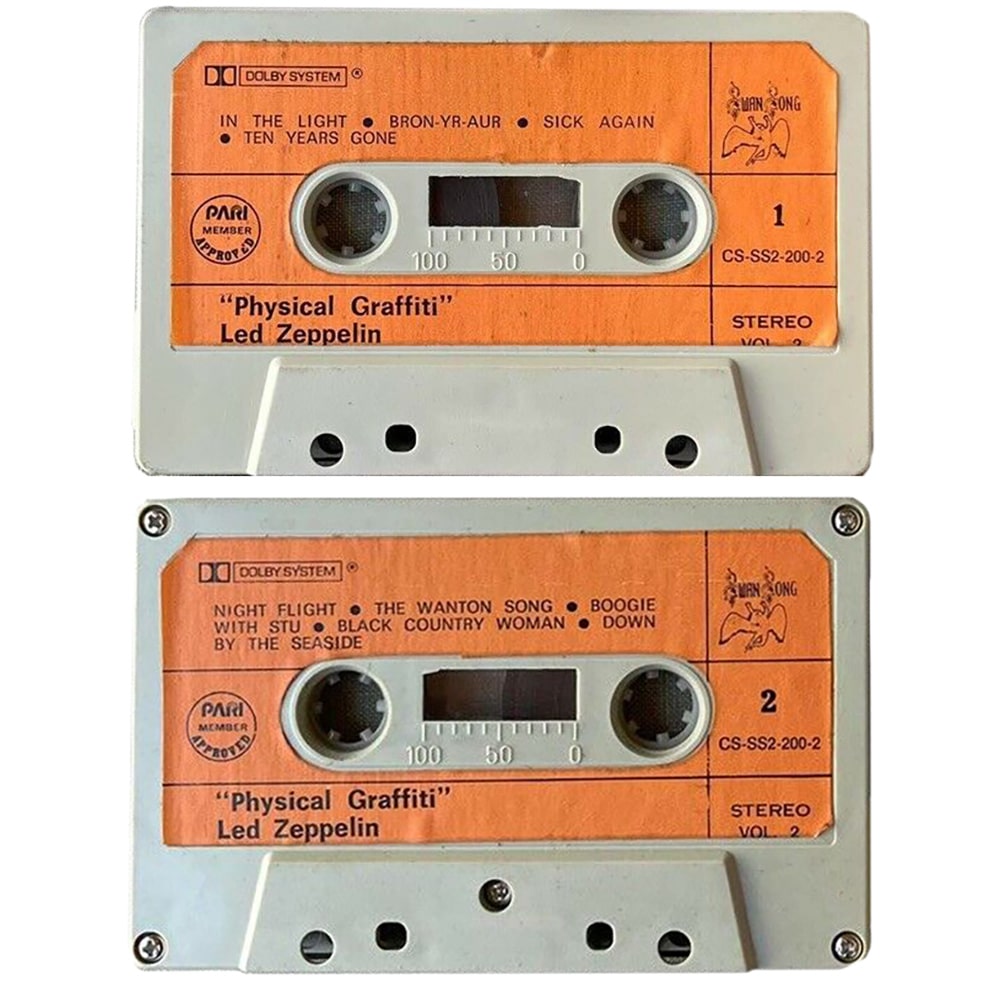 DOLBY SYSTEM ®
IN THE LIGHT ● BRON-YR-AUR ● SICK AGAIN
● TEN YEARS GONE
SWAN SONG
PARI
MEMBER
APPROVED
1
CS-SS2-200-2
100 50 0
"Physical Graffiti"
Led Zeppelin
STEREO
VOL. 2
DOLBY SYSTEM ®
NIGHT FLIGHT ● THE WANTON SONG ● BOOGIE
WITH STU ● BLACK COUNTRY WOMAN ● DOWN
BY THE SEASIDE
SWAN SONG
PARI
MEMBER
APPROVED
2
CS-SS2-200-2
100 50 0
"Physical Graffiti"
Led Zeppelin
STEREO
VOL. 2